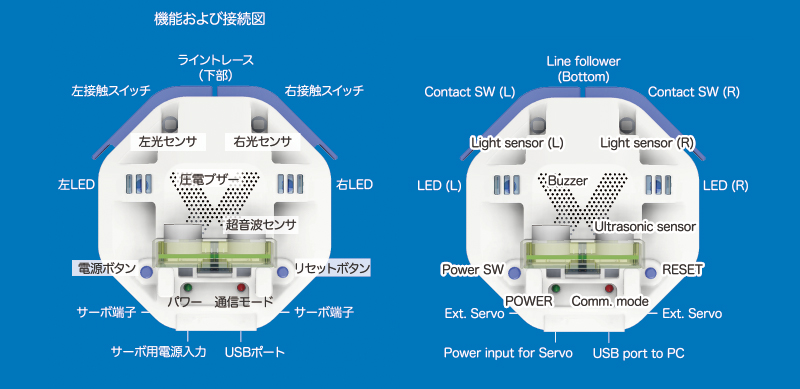 機能および接続図
ライントレース
（下部）
左接触スイッチ
右接触スイッチ
左光センサ
右光センサ
左LED
圧電ブザー
右LED
超音波センサ
電源ボタン
リセットボタン
パワー
通信モード
サーボ端子
サーボ端子
サーボ用電源入力
USBポート
Line follower
(Bottom)
Contact SW (L)
Contact SW (R)
Light sensor (L)
Light sensor (R)
LED (L)
Buzzer
LED (R)
Ultrasonic sensor
Power SW
RESET
POWER
Comm. mode
Ext. Servo
Ext. Servo
Power input for Servo
USB port to PC